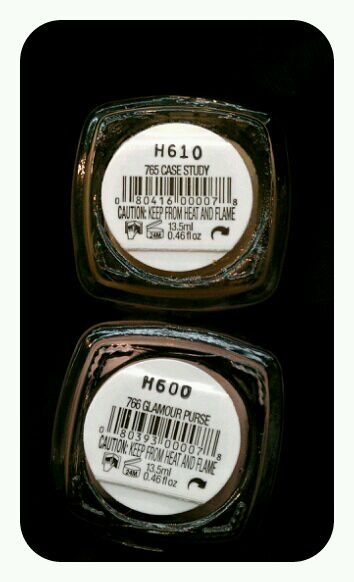 H610
765 CASE STUDY
0 80416 00007 8
CAUTION: KEEP FROM HEAT AND FLAME
24M
13.5ml
0.46 fl oz
H600
766 GLAMOUR PURSE
0 80393 00007 8
CAUTION: KEEP FROM HEAT AND FLAME
24M
13.5ml
0.46 fl oz